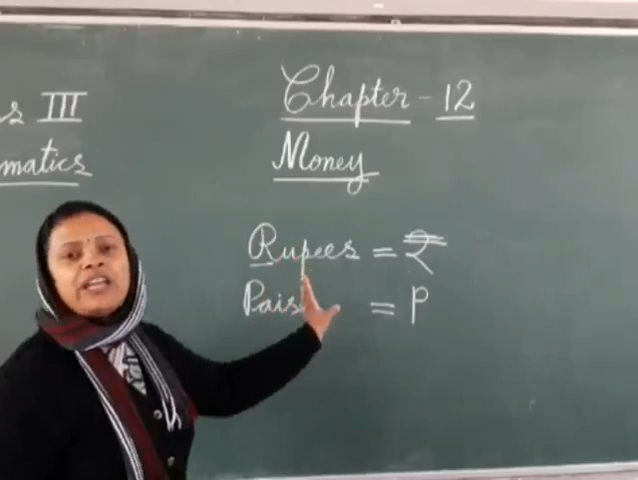 III
Chapter - 12
matics
Money
Rupees = ₹
Pais = P